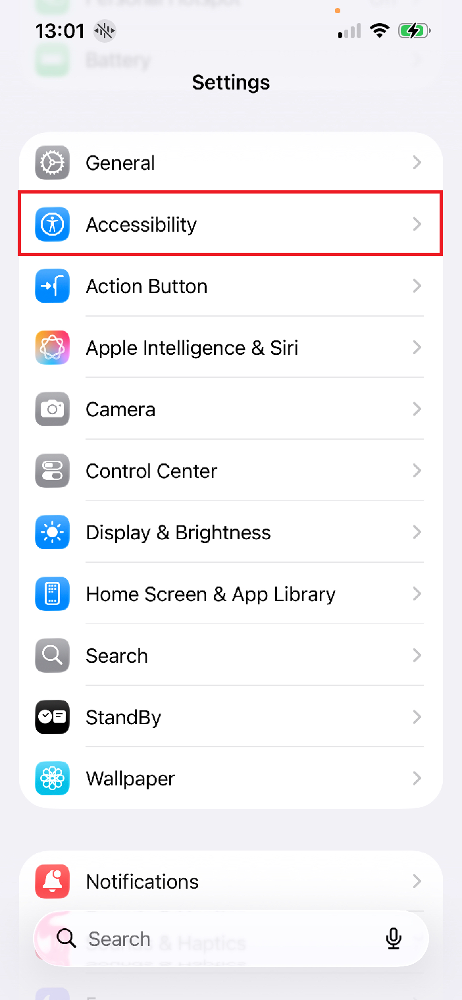 Personal Hotspot
Off
13:01
Battery
Settings
General
Accessibility
Action Button
Apple Intelligence & Siri
Camera
Control Center
Display & Brightness
Home Screen & App Library
Search
StandBy
Wallpaper
Notifications
Search
Sounds & Haptics